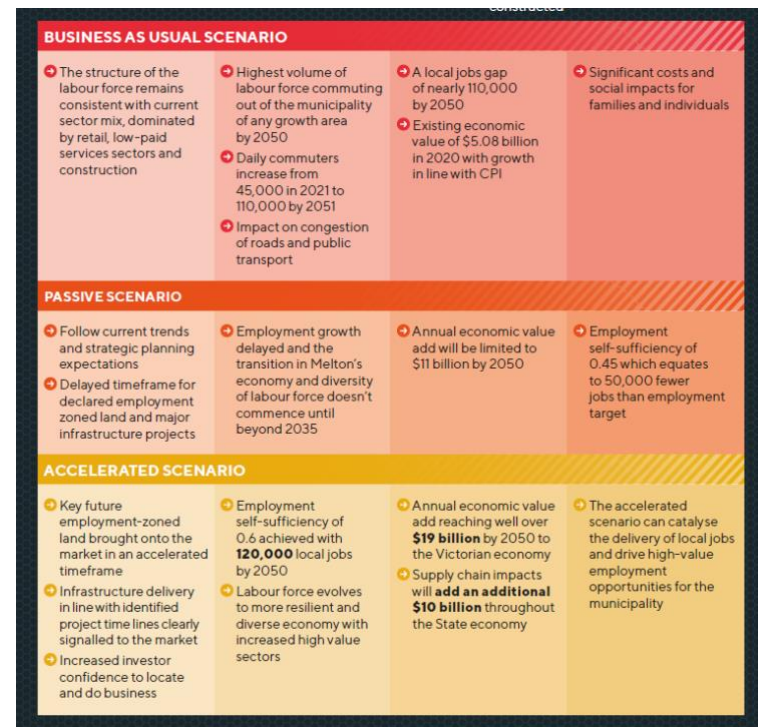 constructed
BUSINESS AS USUAL SCENARIO
The structure of the
labour force remains
consistent with current
sector mix, dominated
by retail, low-paid
services sectors and
construction
Highest volume of
labour force commuting
out of the municipality
of any growth area
by 2050
Daily commuters
increase from
45,000 in 2021 to
110,000 by 2051
Impact on congestion
of roads and public
transport
A local jobs gap
of nearly 110,000
by 2050
Existing economic
value of $5.08 billion
in 2020 with growth
in line with CPI
Significant costs and
social impacts for
families and individuals
PASSIVE SCENARIO
Follow current trends
and strategic planning
expectations
Delayed timeframe for
declared employment
zoned land and major
infrastructure projects
Employment growth
delayed and the
transition in Melton's
economy and diversity
of labour force doesn't
commence until
beyond 2035
Annual economic value
add will be limited to
$11 billion by 2050
Employment
self-sufficiency of
0.45 which equates
to 50,000 fewer
jobs than employment
target
ACCELERATED SCENARIO
Key future
employment-zoned
land brought onto the
market in an accelerated
timeframe
Infrastructure delivery
in line with identified
project time lines clearly
signalled to the market
Increased investor
confidence to locate
and do business
Employment
self-sufficiency of
0.6 achieved with
120,000 local jobs
by 2050
Labour force evolves
to more resilient and
diverse economy with
increased high value
sectors
Annual economic value
add reaching well over
$19 billion by 2050 to
the Victorian economy
Supply chain impacts
will add an additional
$10 billion throughout
the State economy
The accelerated
scenario can catalyse
the delivery of local jobs
and drive high-value
employment
opportunities for the
municipality